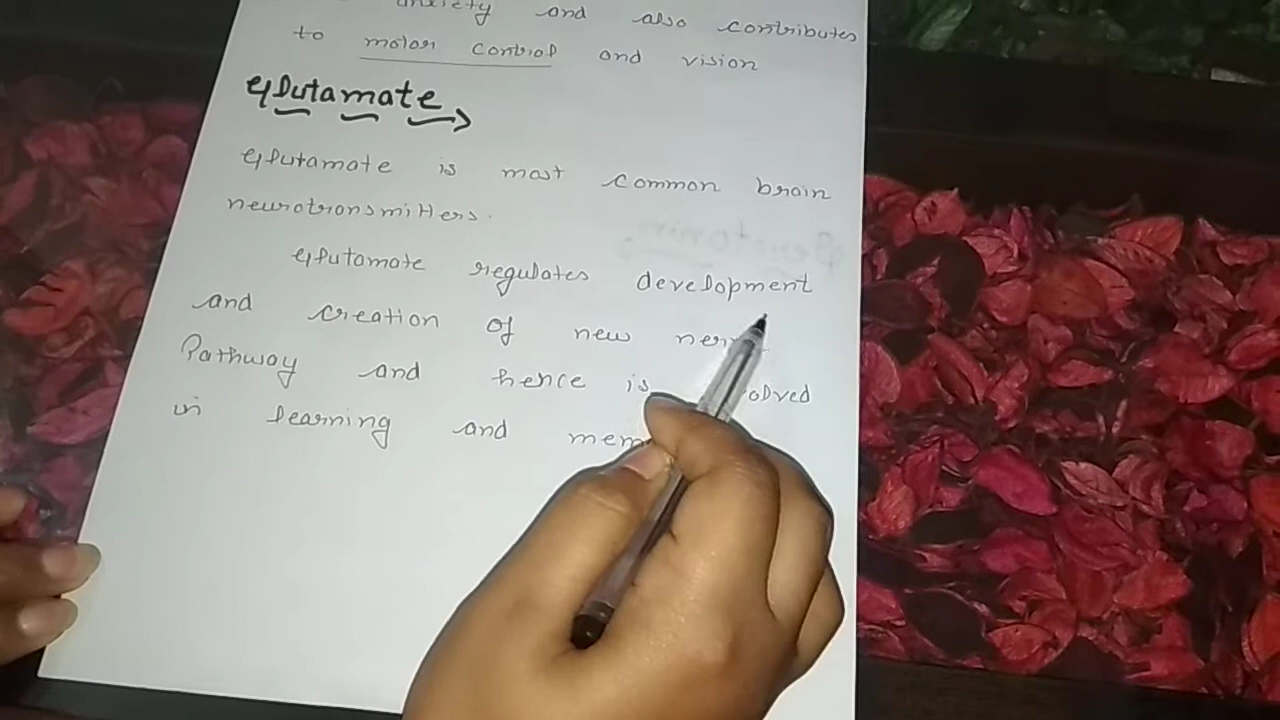 anxiety and also contributes
to motor control and vision
Glutamate
Glutamate is most common brain
neurotransmitters.
Glutamate regulates development
and creation of new
Pathway and hence is
in learning and